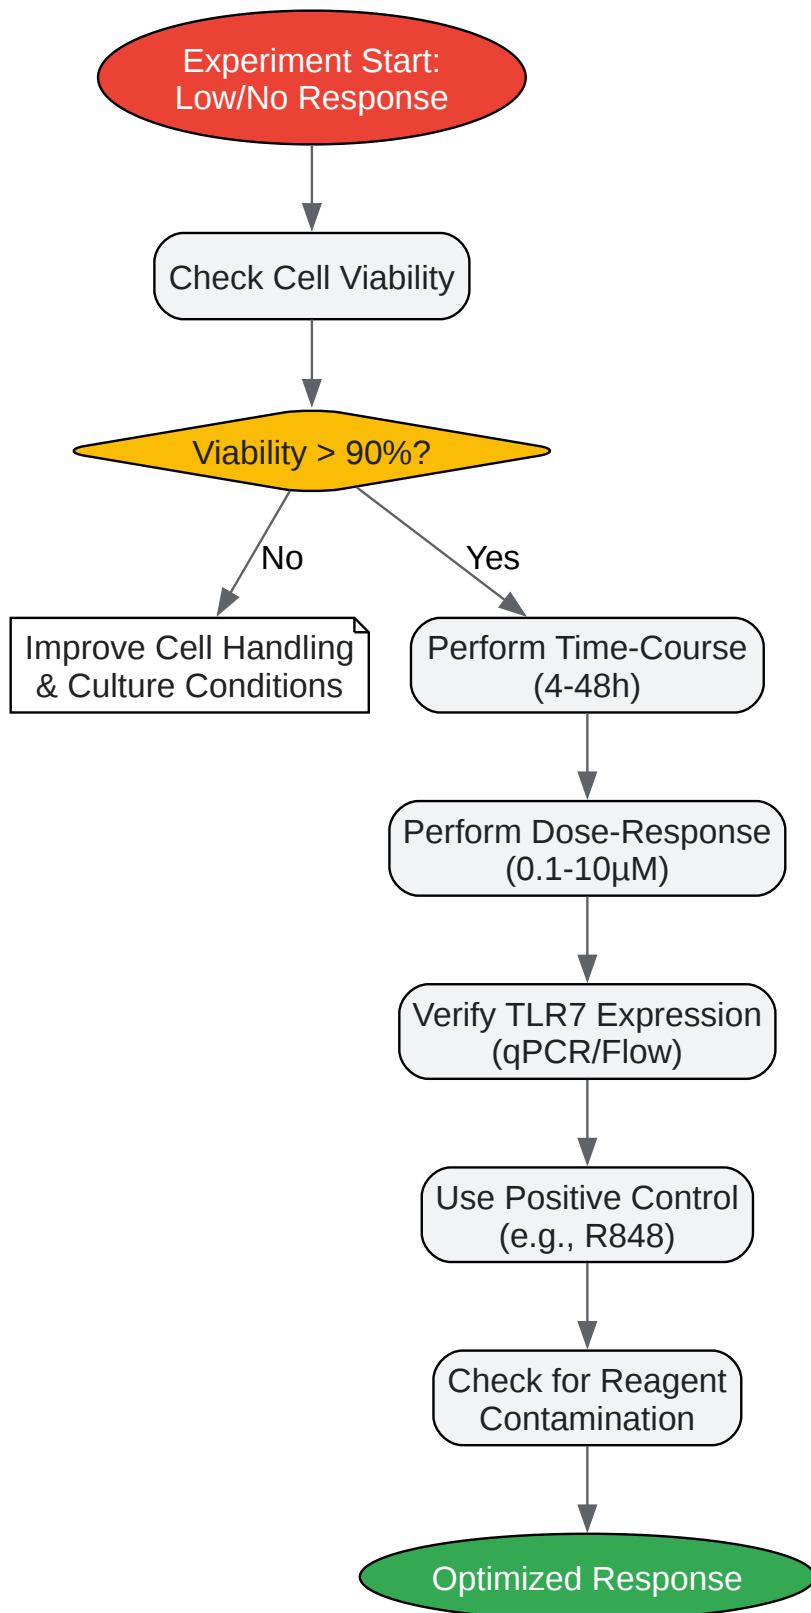 Experiment Start:
Low/No Response
Check Cell Viability
Viability > 90%?
No
Yes
Improve Cell Handling
& Culture Conditions
Perform Time-Course
(4-48h)
Perform Dose-Response
(0.1-10µM)
Verify TLR7 Expression
(qPCR/Flow)
Use Positive Control
(e.g., R848)
Check for Reagent
Contamination
Optimized Response